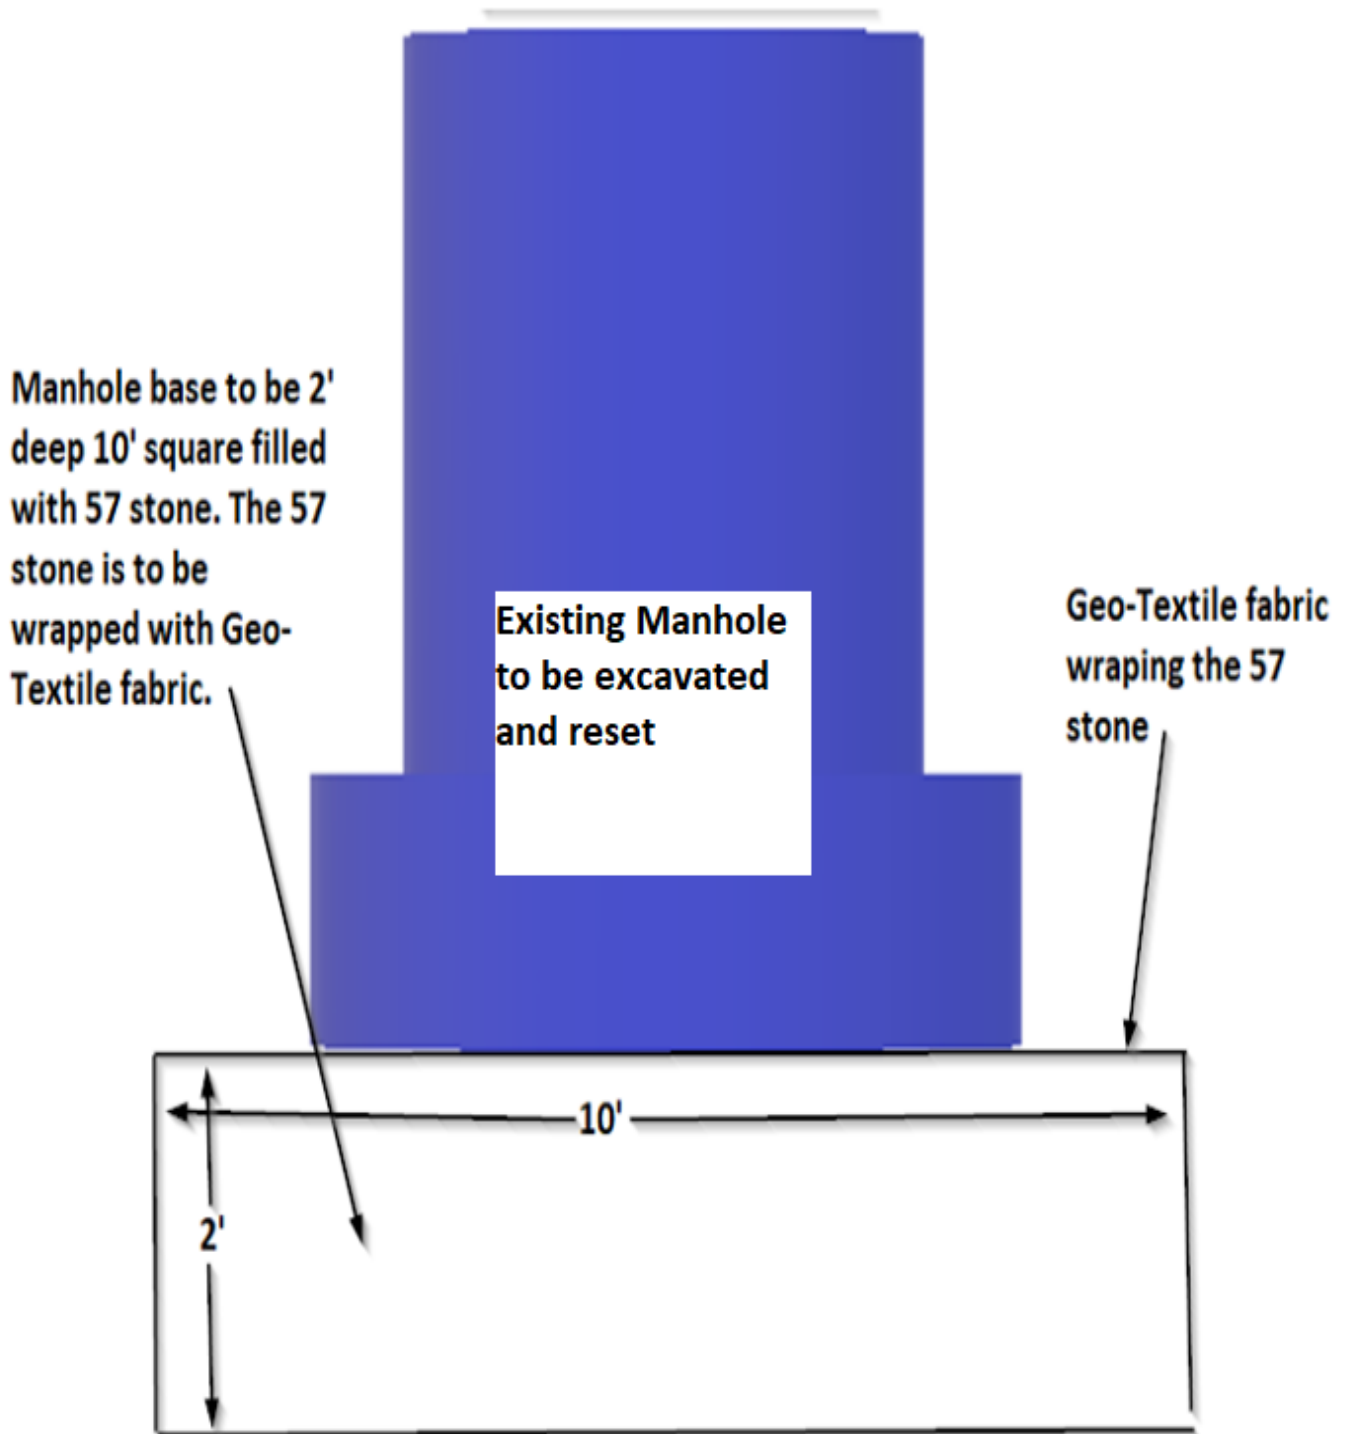 Manhole base to be 2'
deep 10' square filled
with 57 stone. The 57
stone is to be
wrapped with Geo-
Textile fabric.
Existing Manhole
to be excavated
and reset
Geo-Textile fabric
wraping the 57
stone
10'
2'